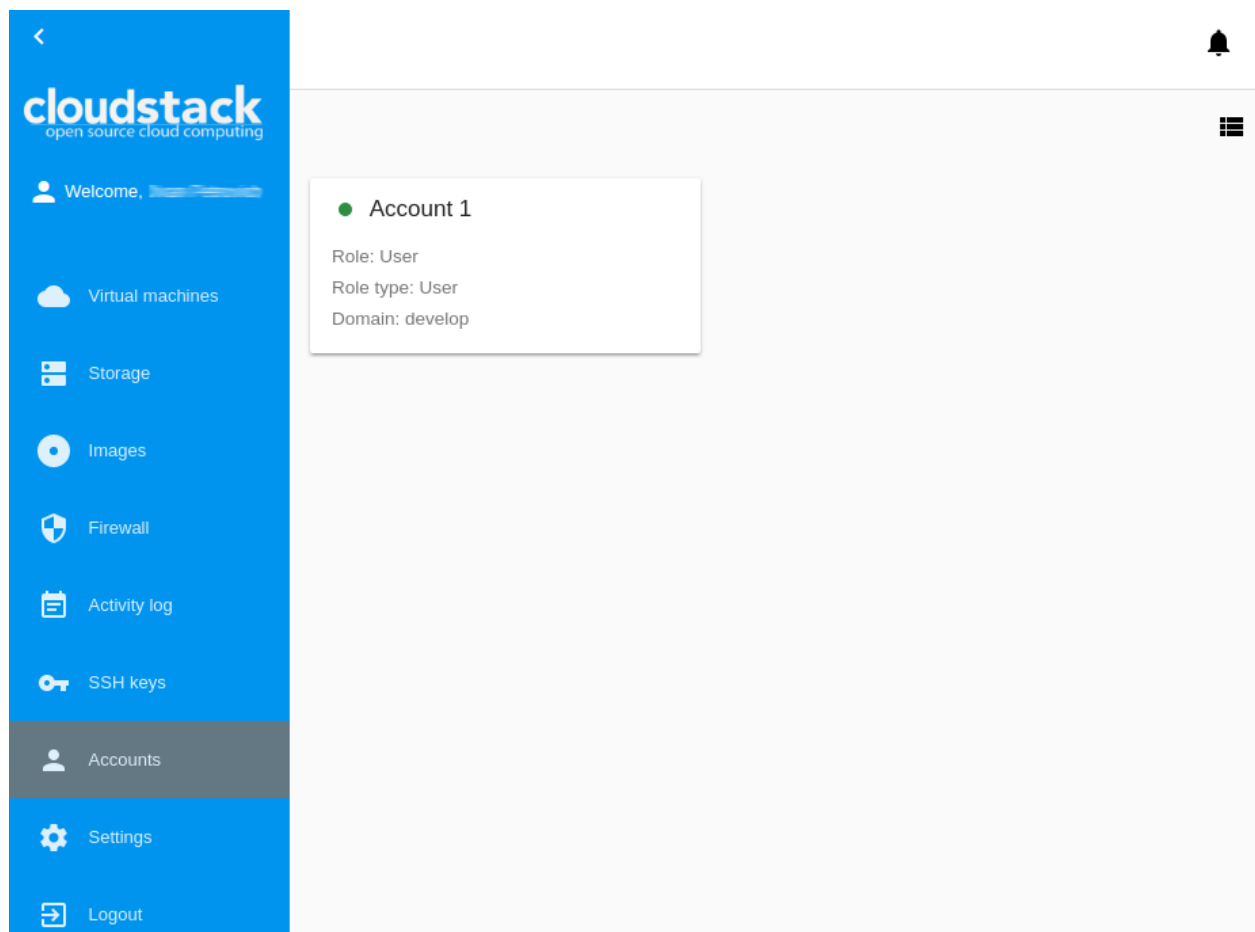 cloudstack
open source cloud computing
Welcome,
Virtual machines
Storage
Images
Firewall
Activity log
SSH keys
Accounts
Settings
Logout
Account 1
Role: User
Role type: User
Domain: develop